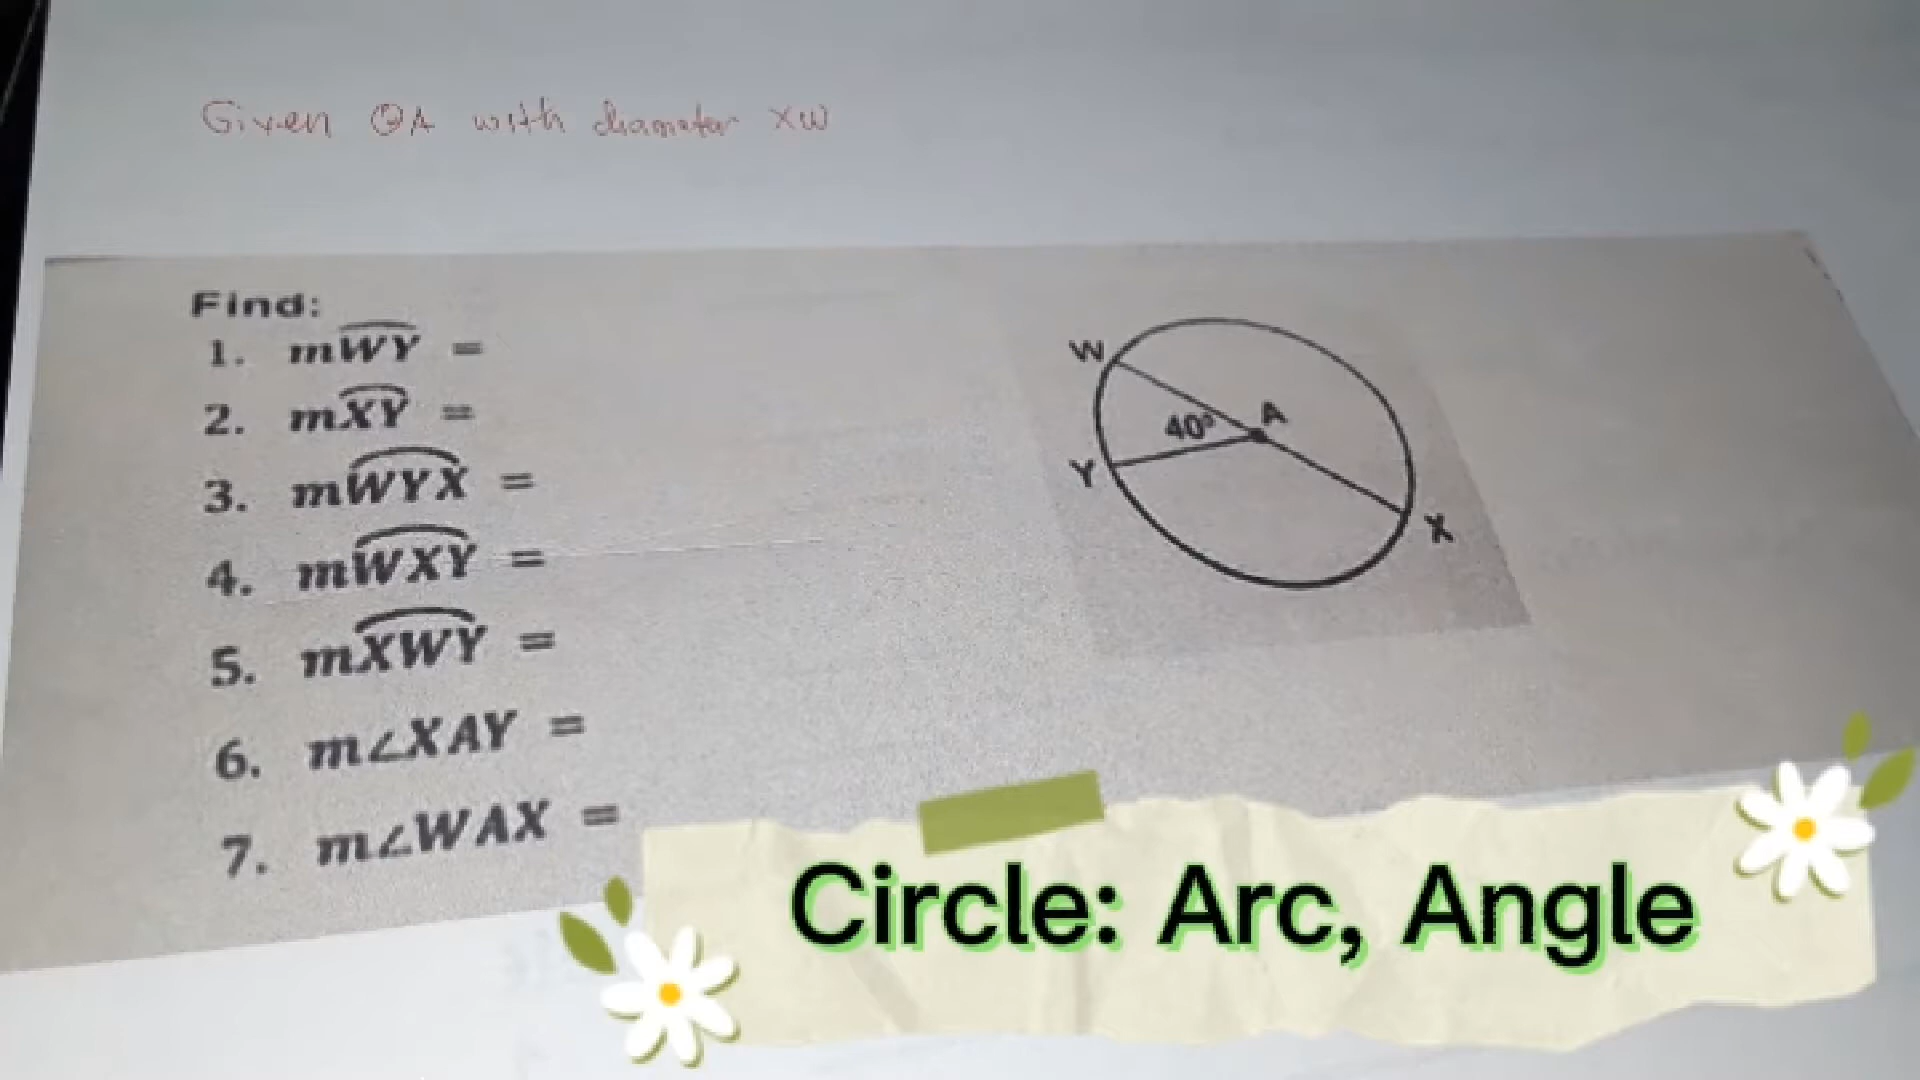 Given ⊙A with diameter XW
Find:
1. mWY =
2. mXY =
3. mWYX =
4. mWXY =
5. mXWY =
6. m∠XAY =
7. m∠WAX =
W
A
40°
Y
X
Circle: Arc, Angle